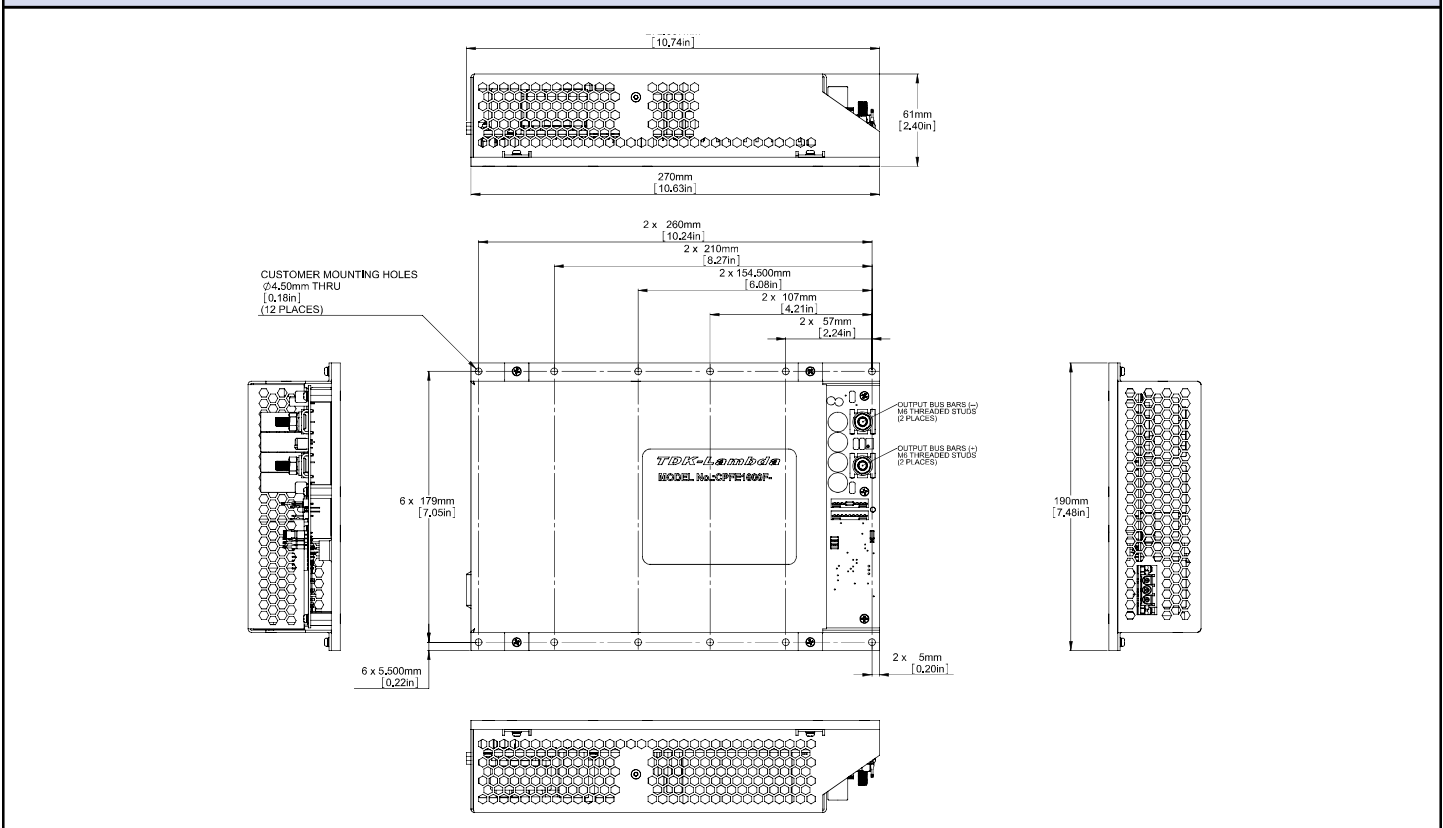 [10.74in]
61mm
[2.40in]
270mm
[10.63in]
2 x 260mm
[10.24in]
2 x 210mm
[8.27in]
2 x 154.500mm
[6.08in]
2 x 107mm
[4.21in]
2 x 57mm
[2.24in]
CUSTOMER MOUNTING HOLES
Ø4.50mm THRU
[0.18in]
(12 PLACES)
OUTPUT BUS BARS (–)
M6 THREADED STUDS
(2 PLACES)
OUTPUT BUS BARS (+)
M6 THREADED STUDS
(2 PLACES)
TDK-Lambda
MODEL No.:CPFE1000F-
6 x 179mm
[7.05in]
190mm
[7.48in]
6 x 5.500mm
[0.22in]
2 x 5mm
[0.20in]